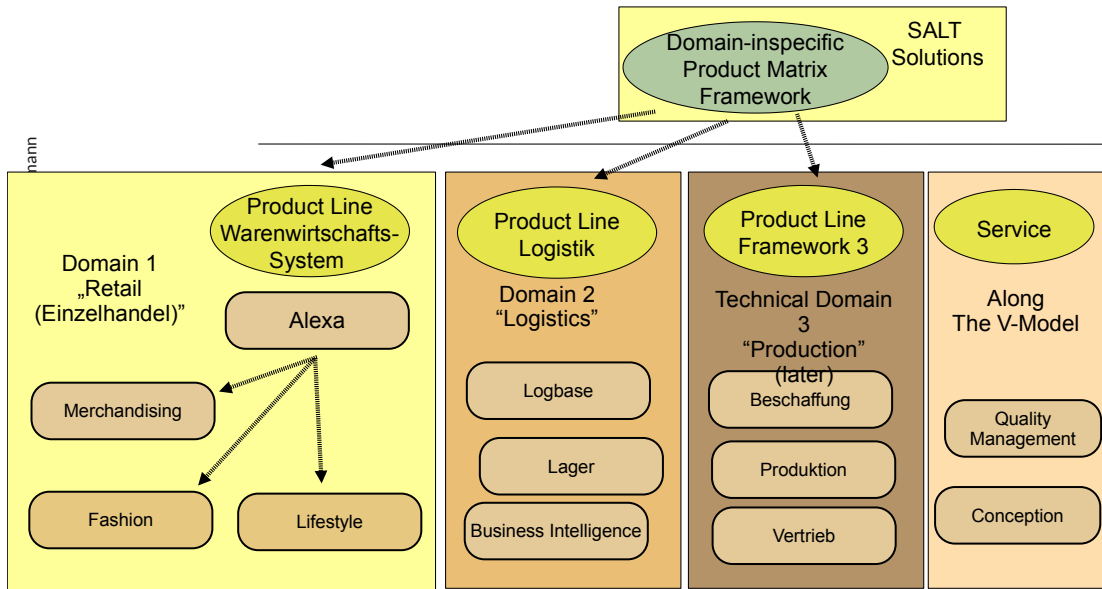 SALT
Solutions
Domain-inspecific
Product Matrix
Framework
mann
Product Line
Warenwirtschafts-
System
Domain 1
„Retail
(Einzelhandel)”
Alexa
Merchandising
Fashion
Lifestyle
Product Line
Logistik
Domain 2
“Logistics”
Logbase
Lager
Business Intelligence
Product Line
Framework 3
Technical Domain
3
“Production”
(later)
Beschaffung
Produktion
Vertrieb
Service
Along
The V-Model
Quality
Management
Conception